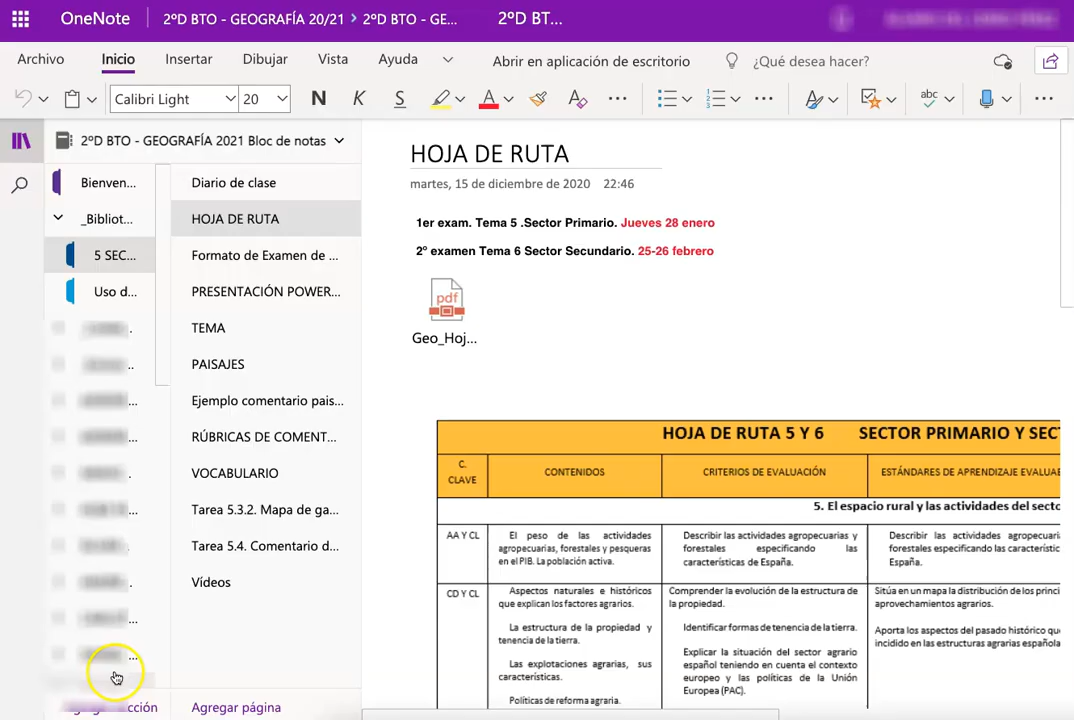 OneNote
2ºD BTO - GEOGRAFÍA 20/21 > 2ºD BTO - GE...
2ºD BT...
Archivo
Inicio
Insertar
Dibujar
Vista
Ayuda
Abrir en aplicación de escritorio
¿Qué desea hacer?
Calibri Light
20
N
K
S
A
A
abc
2ºD BTO - GEOGRAFÍA 2021 Bloc de notas
Bienven...
_Bibliot...
5 SEC...
Uso d...
Diario de clase
HOJA DE RUTA
Formato de Examen de ...
PRESENTACIÓN POWER...
TEMA
PAISAJES
Ejemplo comentario pais...
RÚBRICAS DE COMENT...
VOCABULARIO
Tarea 5.3.2. Mapa de ga...
Tarea 5.4. Comentario d...
Vídeos
Agregar página
HOJA DE RUTA
martes, 15 de diciembre de 2020 22:46
1er exam. Tema 5 .Sector Primario. Jueves 28 enero
2º examen Tema 6 Sector Secundario. 25-26 febrero
pdf
Geo_Hoj...
HOJA DE RUTA 5 Y 6 SECTOR PRIMARIO Y SEC
C.
CLAVE
CONTENIDOS
CRITERIOS DE EVALUACIÓN
ESTÁNDARES DE APRENDIZAJE EVALUA
5. El espacio rural y las actividades del secto
AA Y CL
El peso de las actividades
agropecuarias, forestales y pesqueras
en el PIB. La población activa.
Describir las actividades agropecuarias y
forestales especificando las
características de España.
Describir las actividades agropecuari
forestales especificando las característic
España.
CD Y CL
Aspectos naturales e históricos
que explican los factores agrarios.
La estructura de la propiedad y
tenencia de la tierra.
Las explotaciones agrarias, sus
características.
Políticas de reforma agraria.
Comprender la evolución de la estructura de
la propiedad.
Identificar formas de tenencia de la tierra.
Explicar la situación del sector agrario
español teniendo en cuenta el contexto
europeo y las políticas de la Unión
Europea (PAC).
Sitúa en un mapa la distribución de los princi
aprovechamientos agrarios.
Aporta los aspectos del pasado histórico qu
incidido en las estructuras agrarias española